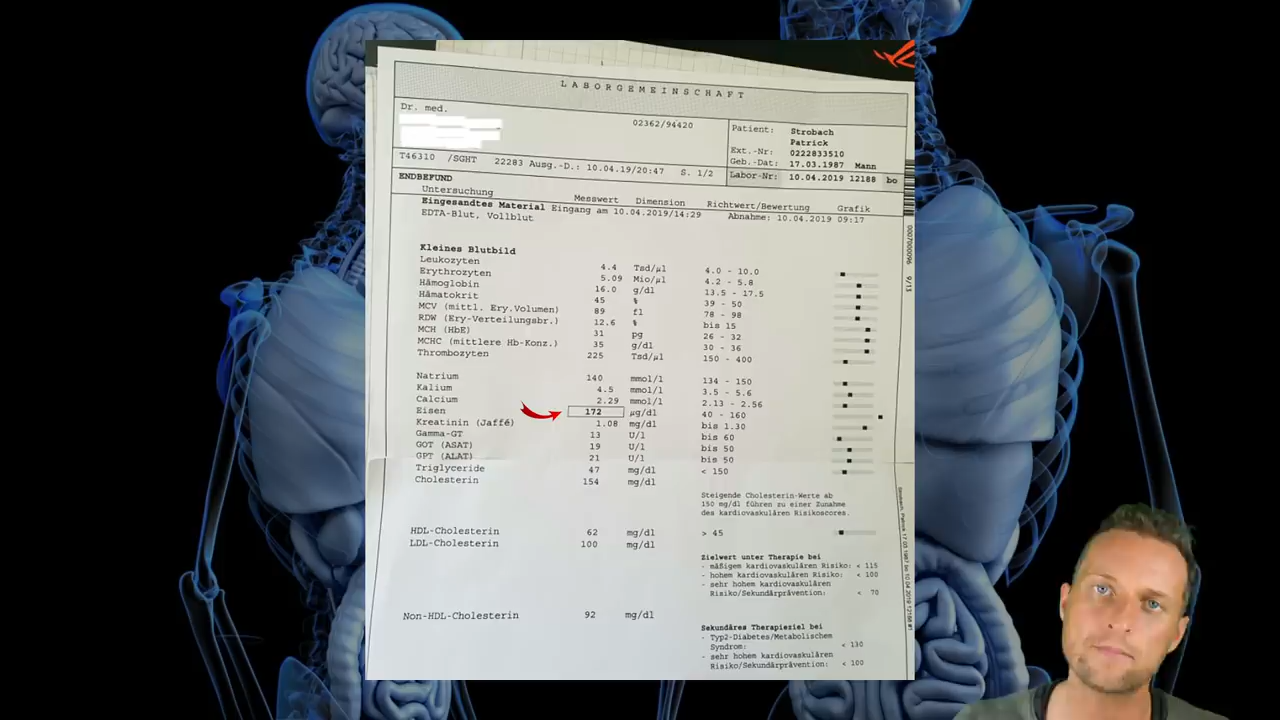 LABORGEMEINSCHAFT
Dr. med.
02362/94420
Patient: Strobach
Patrick
Ext.-Nr: 0222833510
Geb.-Dat: 17.03.1987 Mann
Labor-Nr: 10.04.2019 12188 bo
T46310 /SGHT 22283 Ausg.-D.: 10.04.19/20:47 S. 1/2
ENDBEFUND
Untersuchung Messwert Dimension Richtwert/Bewertung Grafik
Eingesandtes Material Eingang am 10.04.2019/14:29 Abnahme: 10.04.2019 09:17
EDTA-Blut, Vollblut
Kleines Blutbild
Leukozyten 4.4 Tsd/µl 4.0 - 10.0
Erythrozyten 5.09 Mio/µl 4.2 - 5.8
Hämoglobin 16.0 g/dl 13.5 - 17.5
Hämatokrit 45 % 39 - 50
MCV (mittl. Ery.Volumen) 89 fl 78 - 98
RDW (Ery-Verteilungsbr.) 12.6 % bis 15
MCH (HbE) 31 pg 26 - 32
MCHC (mittlere Hb-Konz.) 35 g/dl 30 - 36
Thrombozyten 225 Tsd/µl 150 - 400
Natrium 140 mmol/l 134 - 150
Kalium 4.5 mmol/l 3.5 - 5.6
Calcium 2.29 mmol/l 2.13 - 2.56
Eisen 172 µg/dl 40 - 160
Kreatinin (Jaffé) 1.08 mg/dl bis 1.30
Gamma-GT 13 U/l bis 60
GOT (ASAT) 19 U/l bis 50
GPT (ALAT) 21 U/l bis 50
Triglyceride 47 mg/dl < 150
Cholesterin 154 mg/dl
Steigende Cholesterin-Werte ab
150 mg/dl führen zu einer Zunahme
des kardiovaskulären Risikoscores.
HDL-Cholesterin 62 mg/dl > 45
LDL-Cholesterin 100 mg/dl
Zielwert unter Therapie bei
- mäßigem kardiovaskulären Risiko: < 115
- hohem kardiovaskulären Risiko: < 100
- sehr hohem kardiovaskulären
Risiko/Sekundärprävention: < 70
Non-HDL-Cholesterin 92 mg/dl
Sekundäres Therapieziel bei
- Typ2-Diabetes/Metabolischem
Syndrom: < 130
- sehr hohem kardiovaskulären
Risiko/Sekundärprävention: < 100